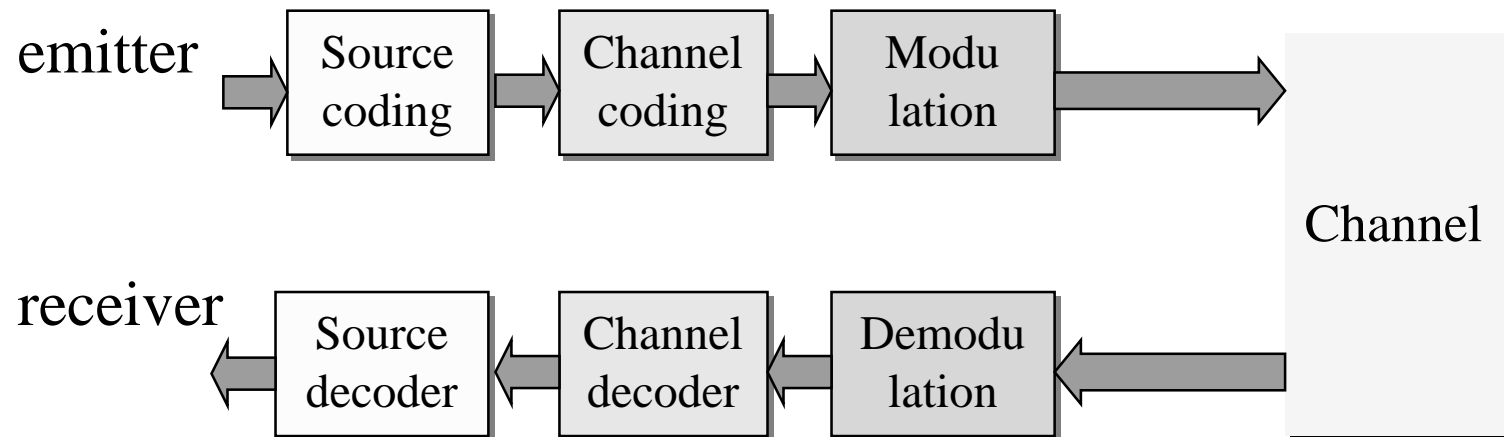 emitter
Source
coding
Channel
coding
Modu
lation
Channel
receiver
Source
decoder
Channel
decoder
Demodu
lation